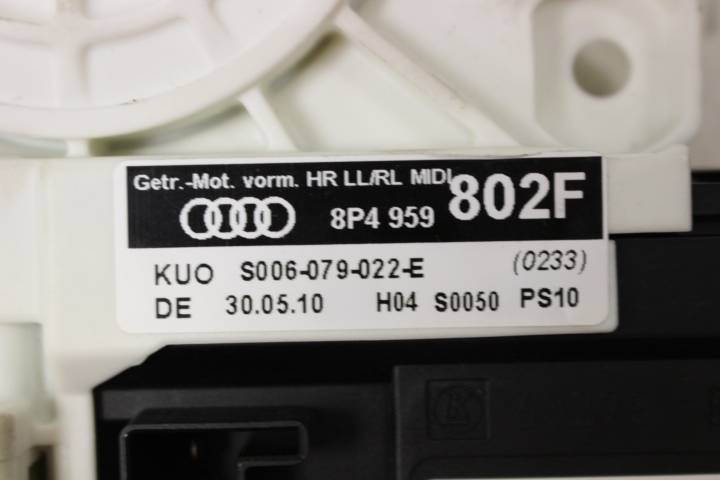 Getr.-Mot. vorm. HR LL/RL MIDI
8P4 959 802F
KUO S006-079-022-E (0233)
DE 30.05.10 H04 S0050 PS10